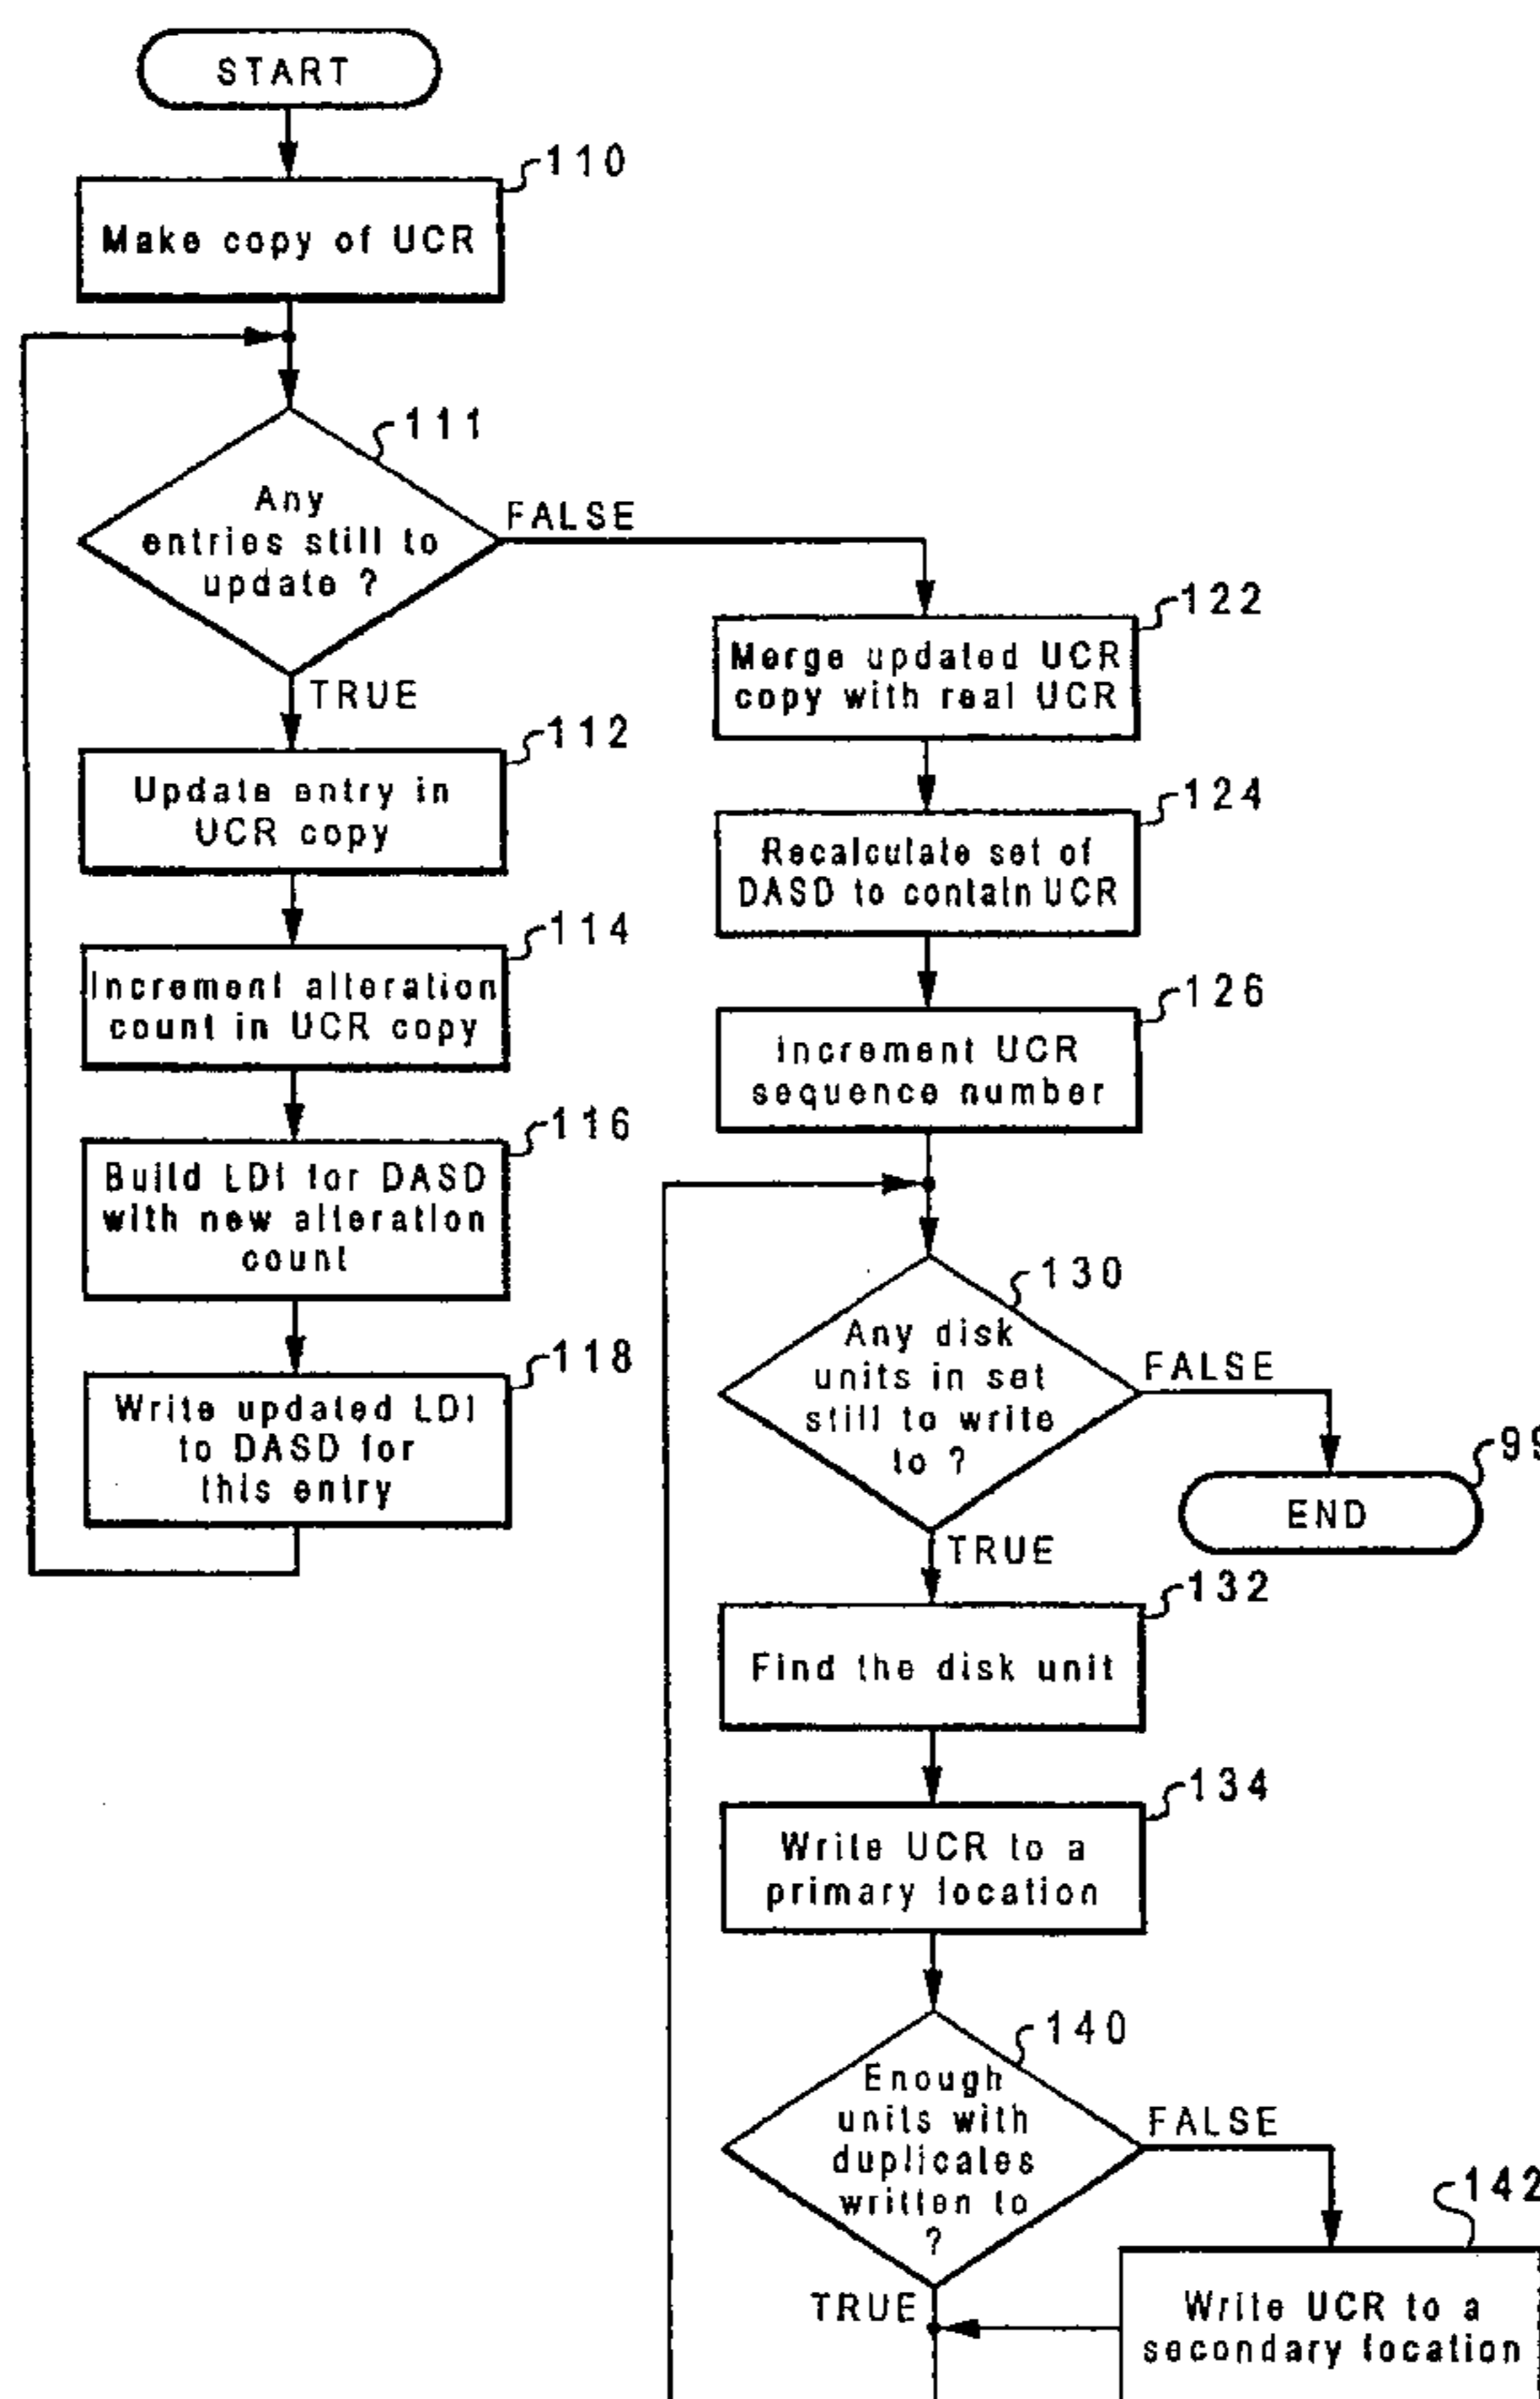 START
110
Make copy of UCR
111
Any
entries still to
update ?
FALSE
TRUE
112
Update entry in
UCR copy
114
Increment alteration
count in UCR copy
116
Build LDI for DASD
with new alteration
count
118
Write updated LDI
to DASD for
this entry
122
Merge updated UCR
copy with real UCR
124
Recalculate set of
DASD to contain UCR
126
Increment UCR
sequence number
130
Any disk
units in set
still to write
to ?
FALSE
99
END
TRUE
132
Find the disk unit
134
Write UCR to a
primary location
140
Enough
units with
duplicates
written to
?
FALSE
142
TRUE
Write UCR to a
secondary location